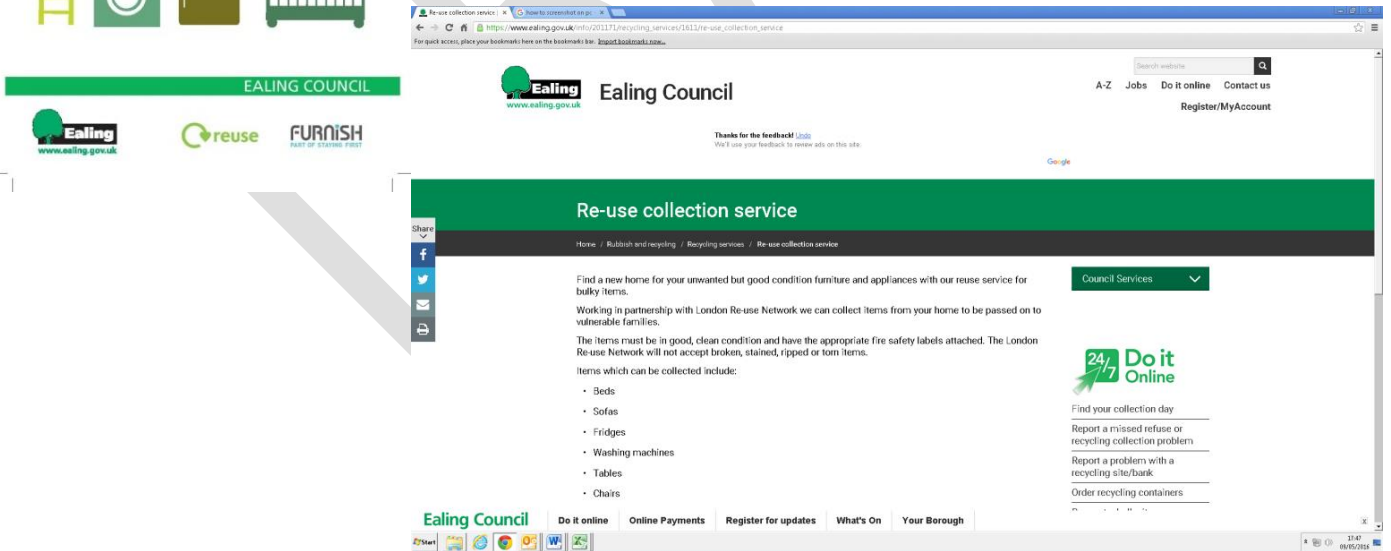 EALING COUNCIL
Ealing
www.ealing.gov.uk
reuse
FURNISH
PART OF STAYING FIRST
Re-use collection service |
How to screenshot on pc
https://www.ealing.gov.uk/info/201171/recycling_services/1611/re-use_collection_service
For quick access, place your bookmarks here on the bookmarks bar. Import bookmarks now...
Ealing
www.ealing.gov.uk
Ealing Council
Search website
A-Z Jobs Do it online Contact us
Register/MyAccount
Thanks for the feedback! Undo
We'll use your feedback to review ads on this site.
Google
Re-use collection service
Share
Home / Rubbish and recycling / Recycling services / Re-use collection service
Find a new home for your unwanted but good condition furniture and appliances with our reuse service for
bulky items.
Working in partnership with London Re-use Network we can collect items from your home to be passed on to
vulnerable families.
The items must be in good, clean condition and have the appropriate fire safety labels attached. The London
Re-use Network will not accept broken, stained, ripped or torn items.
Items which can be collected include:
• Beds
• Sofas
• Fridges
• Washing machines
• Tables
• Chairs
Council Services
24/7 Do it
Online
Find your collection day
Report a missed refuse or
recycling collection problem
Report a problem with a
recycling site/bank
Order recycling containers
Ealing Council Do it online Online Payments Register for updates What's On Your Borough
Start
17:47
09/05/2016